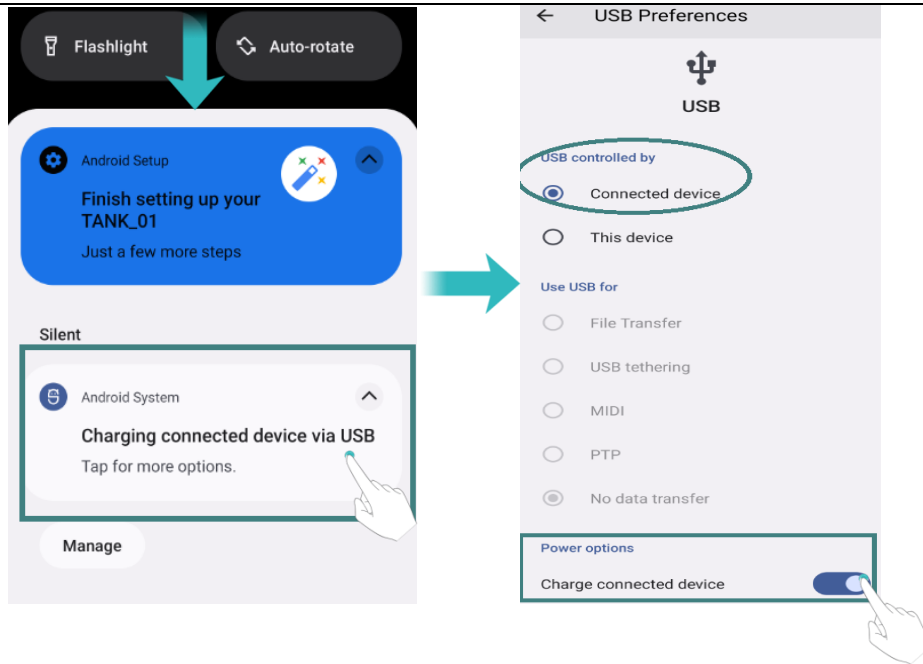 Flashlight
Auto-rotate
Android Setup
Finish setting up your
TANK_01
Just a few more steps
Silent
Android System
Charging connected device via USB
Tap for more options.
Manage
USB Preferences
USB
USB controlled by
Connected device
This device
Use USB for
File Transfer
USB tethering
MIDI
PTP
No data transfer
Power options
Charge connected device